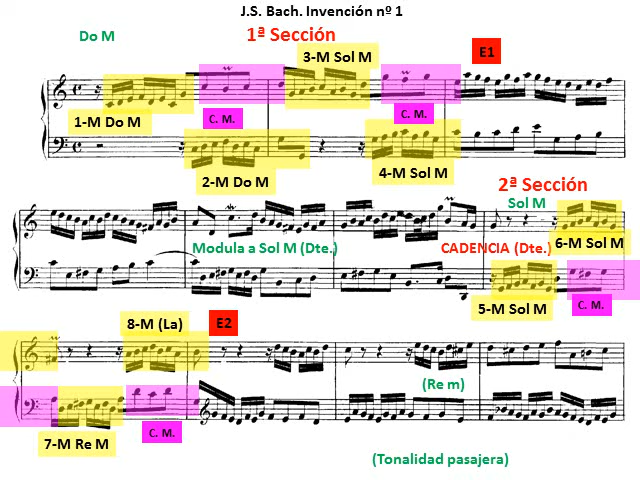 J.S. Bach. Invención nº 1
Do M
1ª Sección
3-M Sol M
E1
1-M Do M
C. M.
C. M.
2-M Do M
4-M Sol M
2ª Sección
Sol M
Modula a Sol M (Dte.)
CADENCIA (Dte.)
6-M Sol M
5-M Sol M
C. M.
8-M (La)
E2
(Re m)
7-M Re M
C. M.
(Tonalidad pasajera)